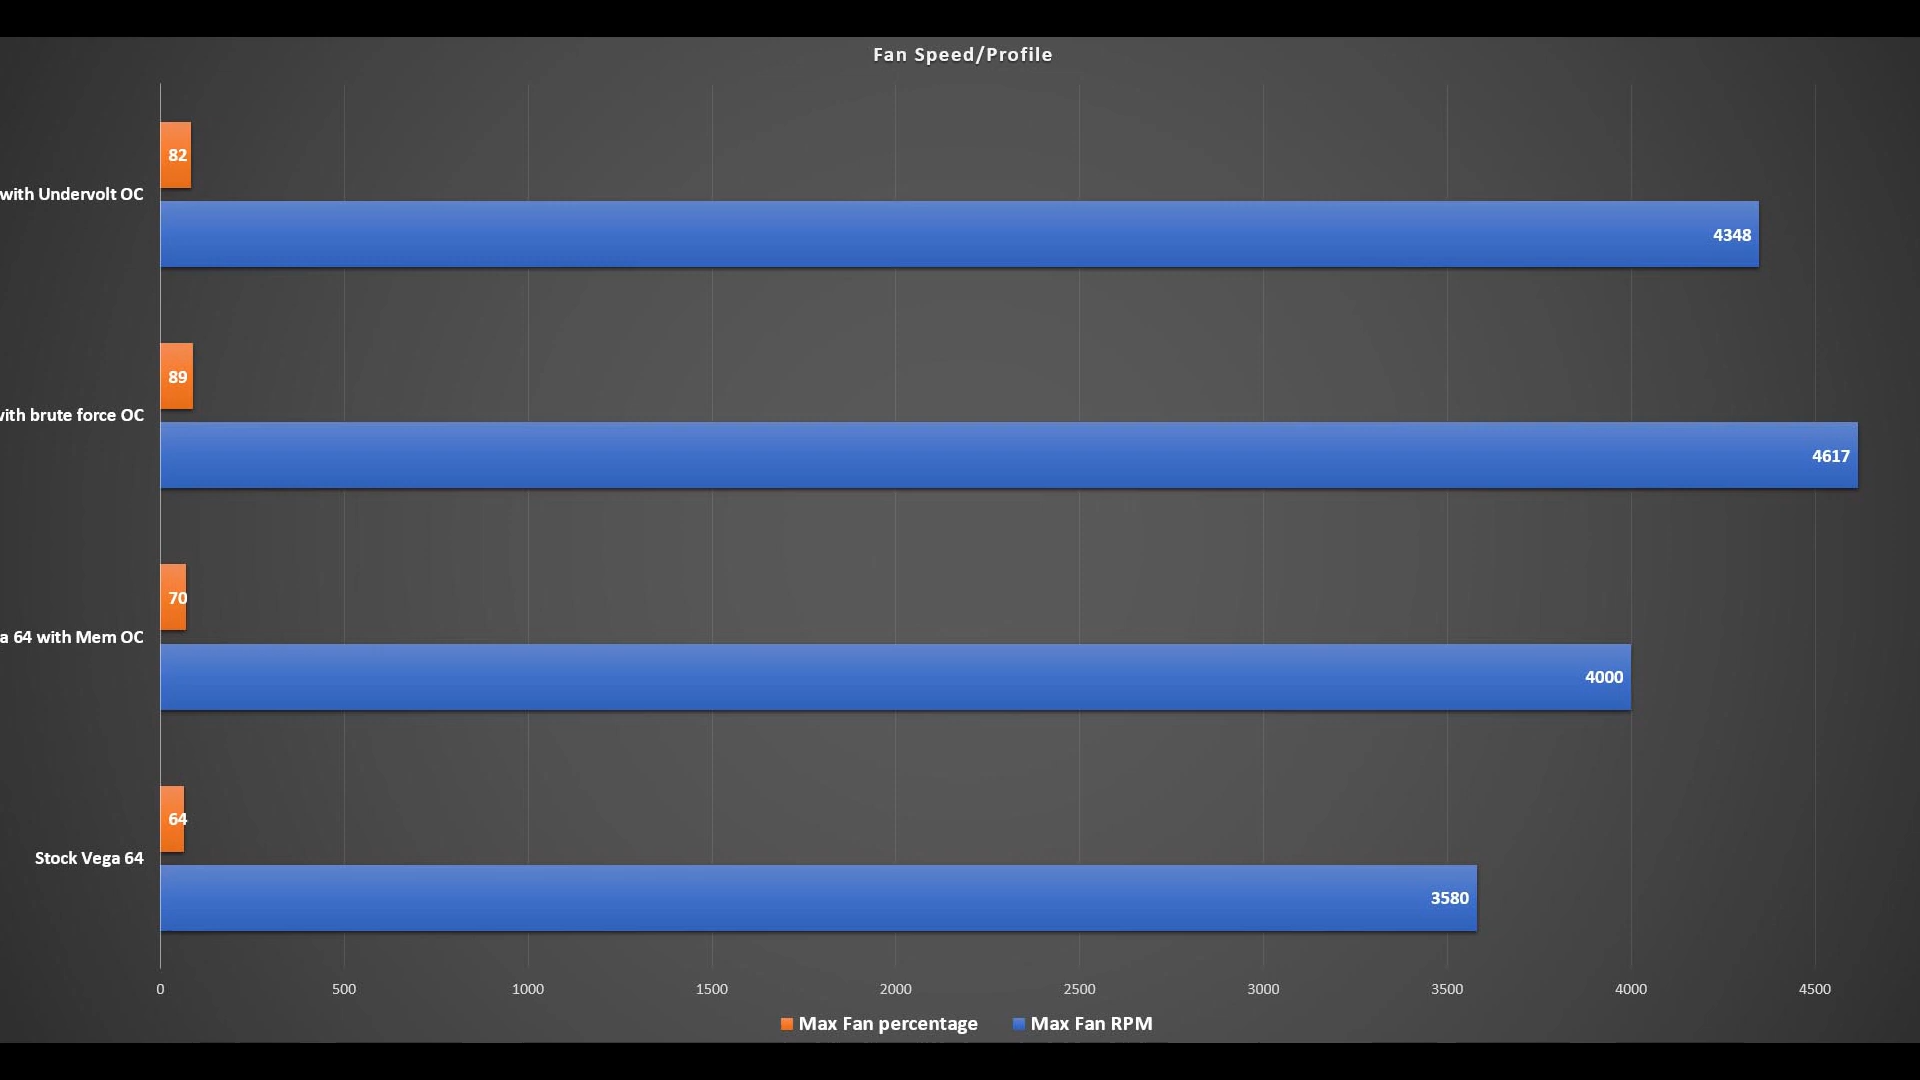 Fan Speed/Profile
82
with Undervolt OC
4348
89
with brute force OC
4617
70
a 64 with Mem OC
4000
64
Stock Vega 64
3580
0 500 1000 1500 2000 2500 3000 3500 4000 4500
Max Fan percentage Max Fan RPM